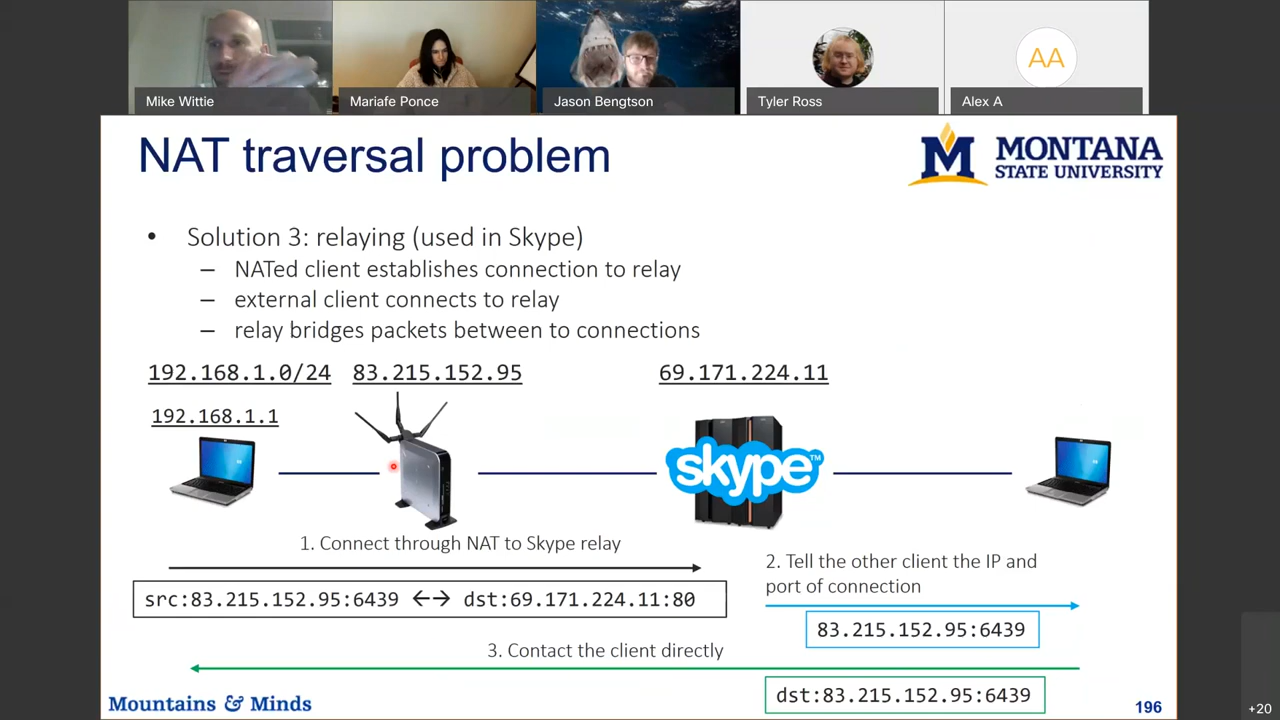 Mike Wittie
Mariafe Ponce
Jason Bengtson
Tyler Ross
AA
Alex A
NAT traversal problem
M MONTANA
STATE UNIVERSITY
• Solution 3: relaying (used in Skype)
– NATed client establishes connection to relay
– external client connects to relay
– relay bridges packets between to connections
192.168.1.0/24 83.215.152.95 69.171.224.11
192.168.1.1
skype™
1. Connect through NAT to Skype relay
src:83.215.152.95:6439 <-> dst:69.171.224.11:80
2. Tell the other client the IP and
port of connection
83.215.152.95:6439
3. Contact the client directly
dst:83.215.152.95:6439
Mountains & Minds
196
+20